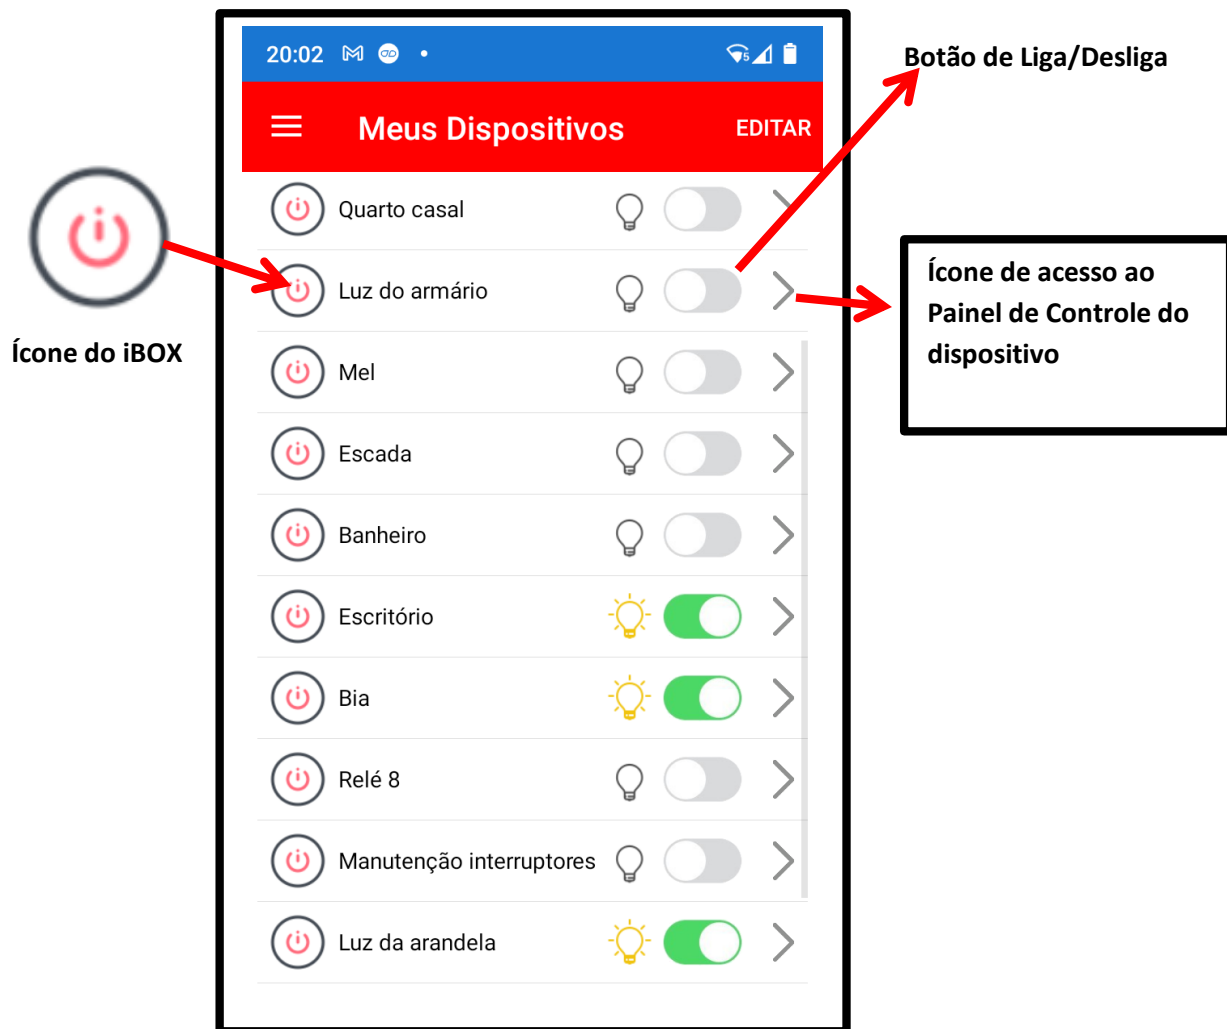 20:02
Botão de Liga/Desliga
Meus Dispositivos EDITAR
Quarto casal
Ícone de acesso ao
Painel de Controle do
dispositivo
Luz do armário
Ícone do iBOX
Mel
Escada
Banheiro
Escritório
Bia
Relé 8
Manutenção interruptores
Luz da arandela